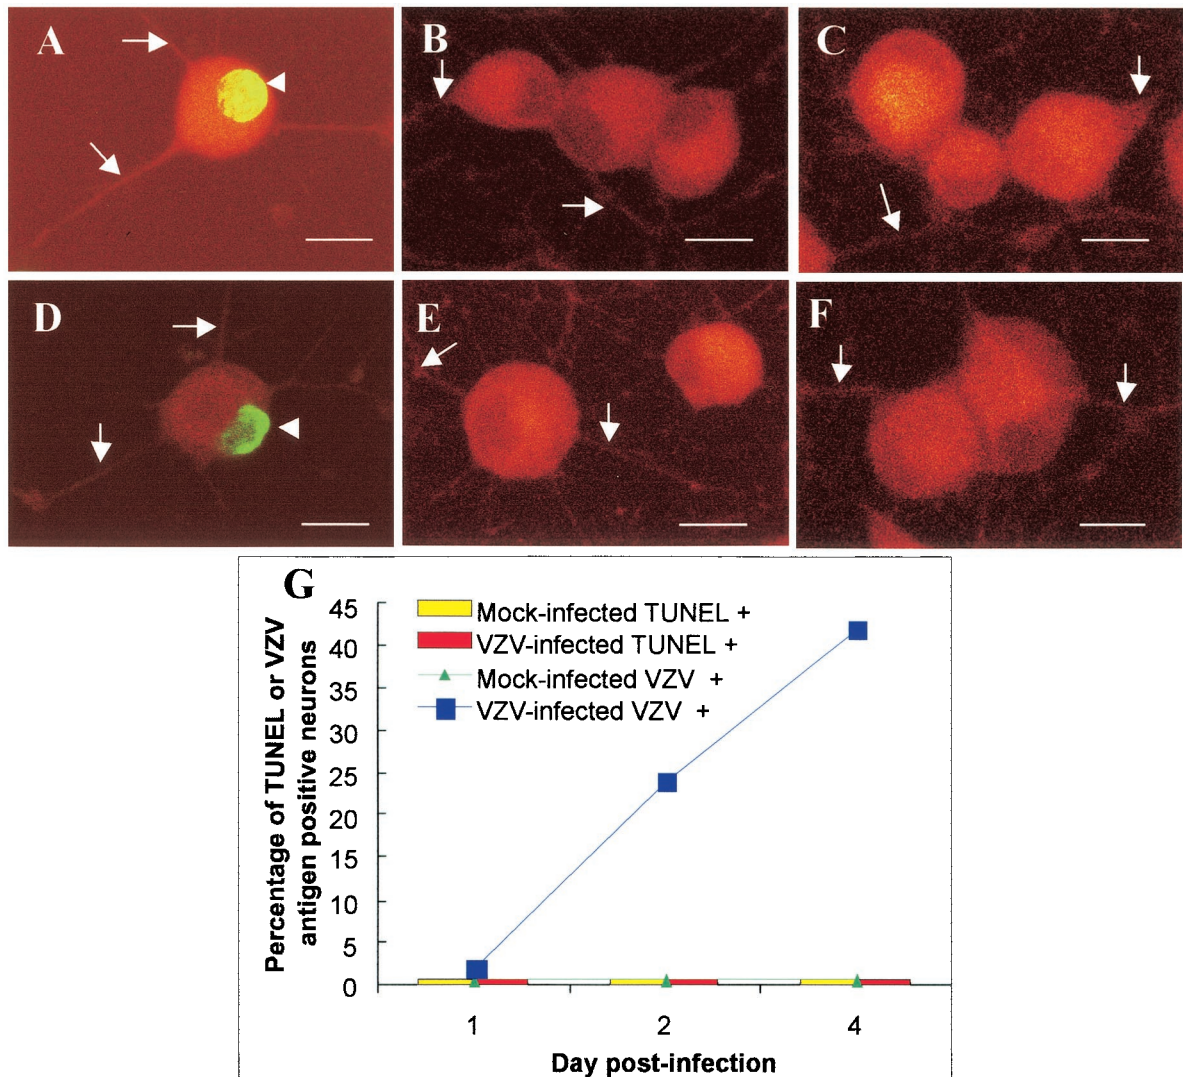 A
B
C
D
E
F
G
Percentage of TUNEL or VZV
antigen positive neurons
45
40
35
30
25
20
15
10
5
0
Mock-infected TUNEL +
VZV-infected TUNEL +
Mock-infected VZV +
VZV-infected VZV +
1
2
4
Day post-infection